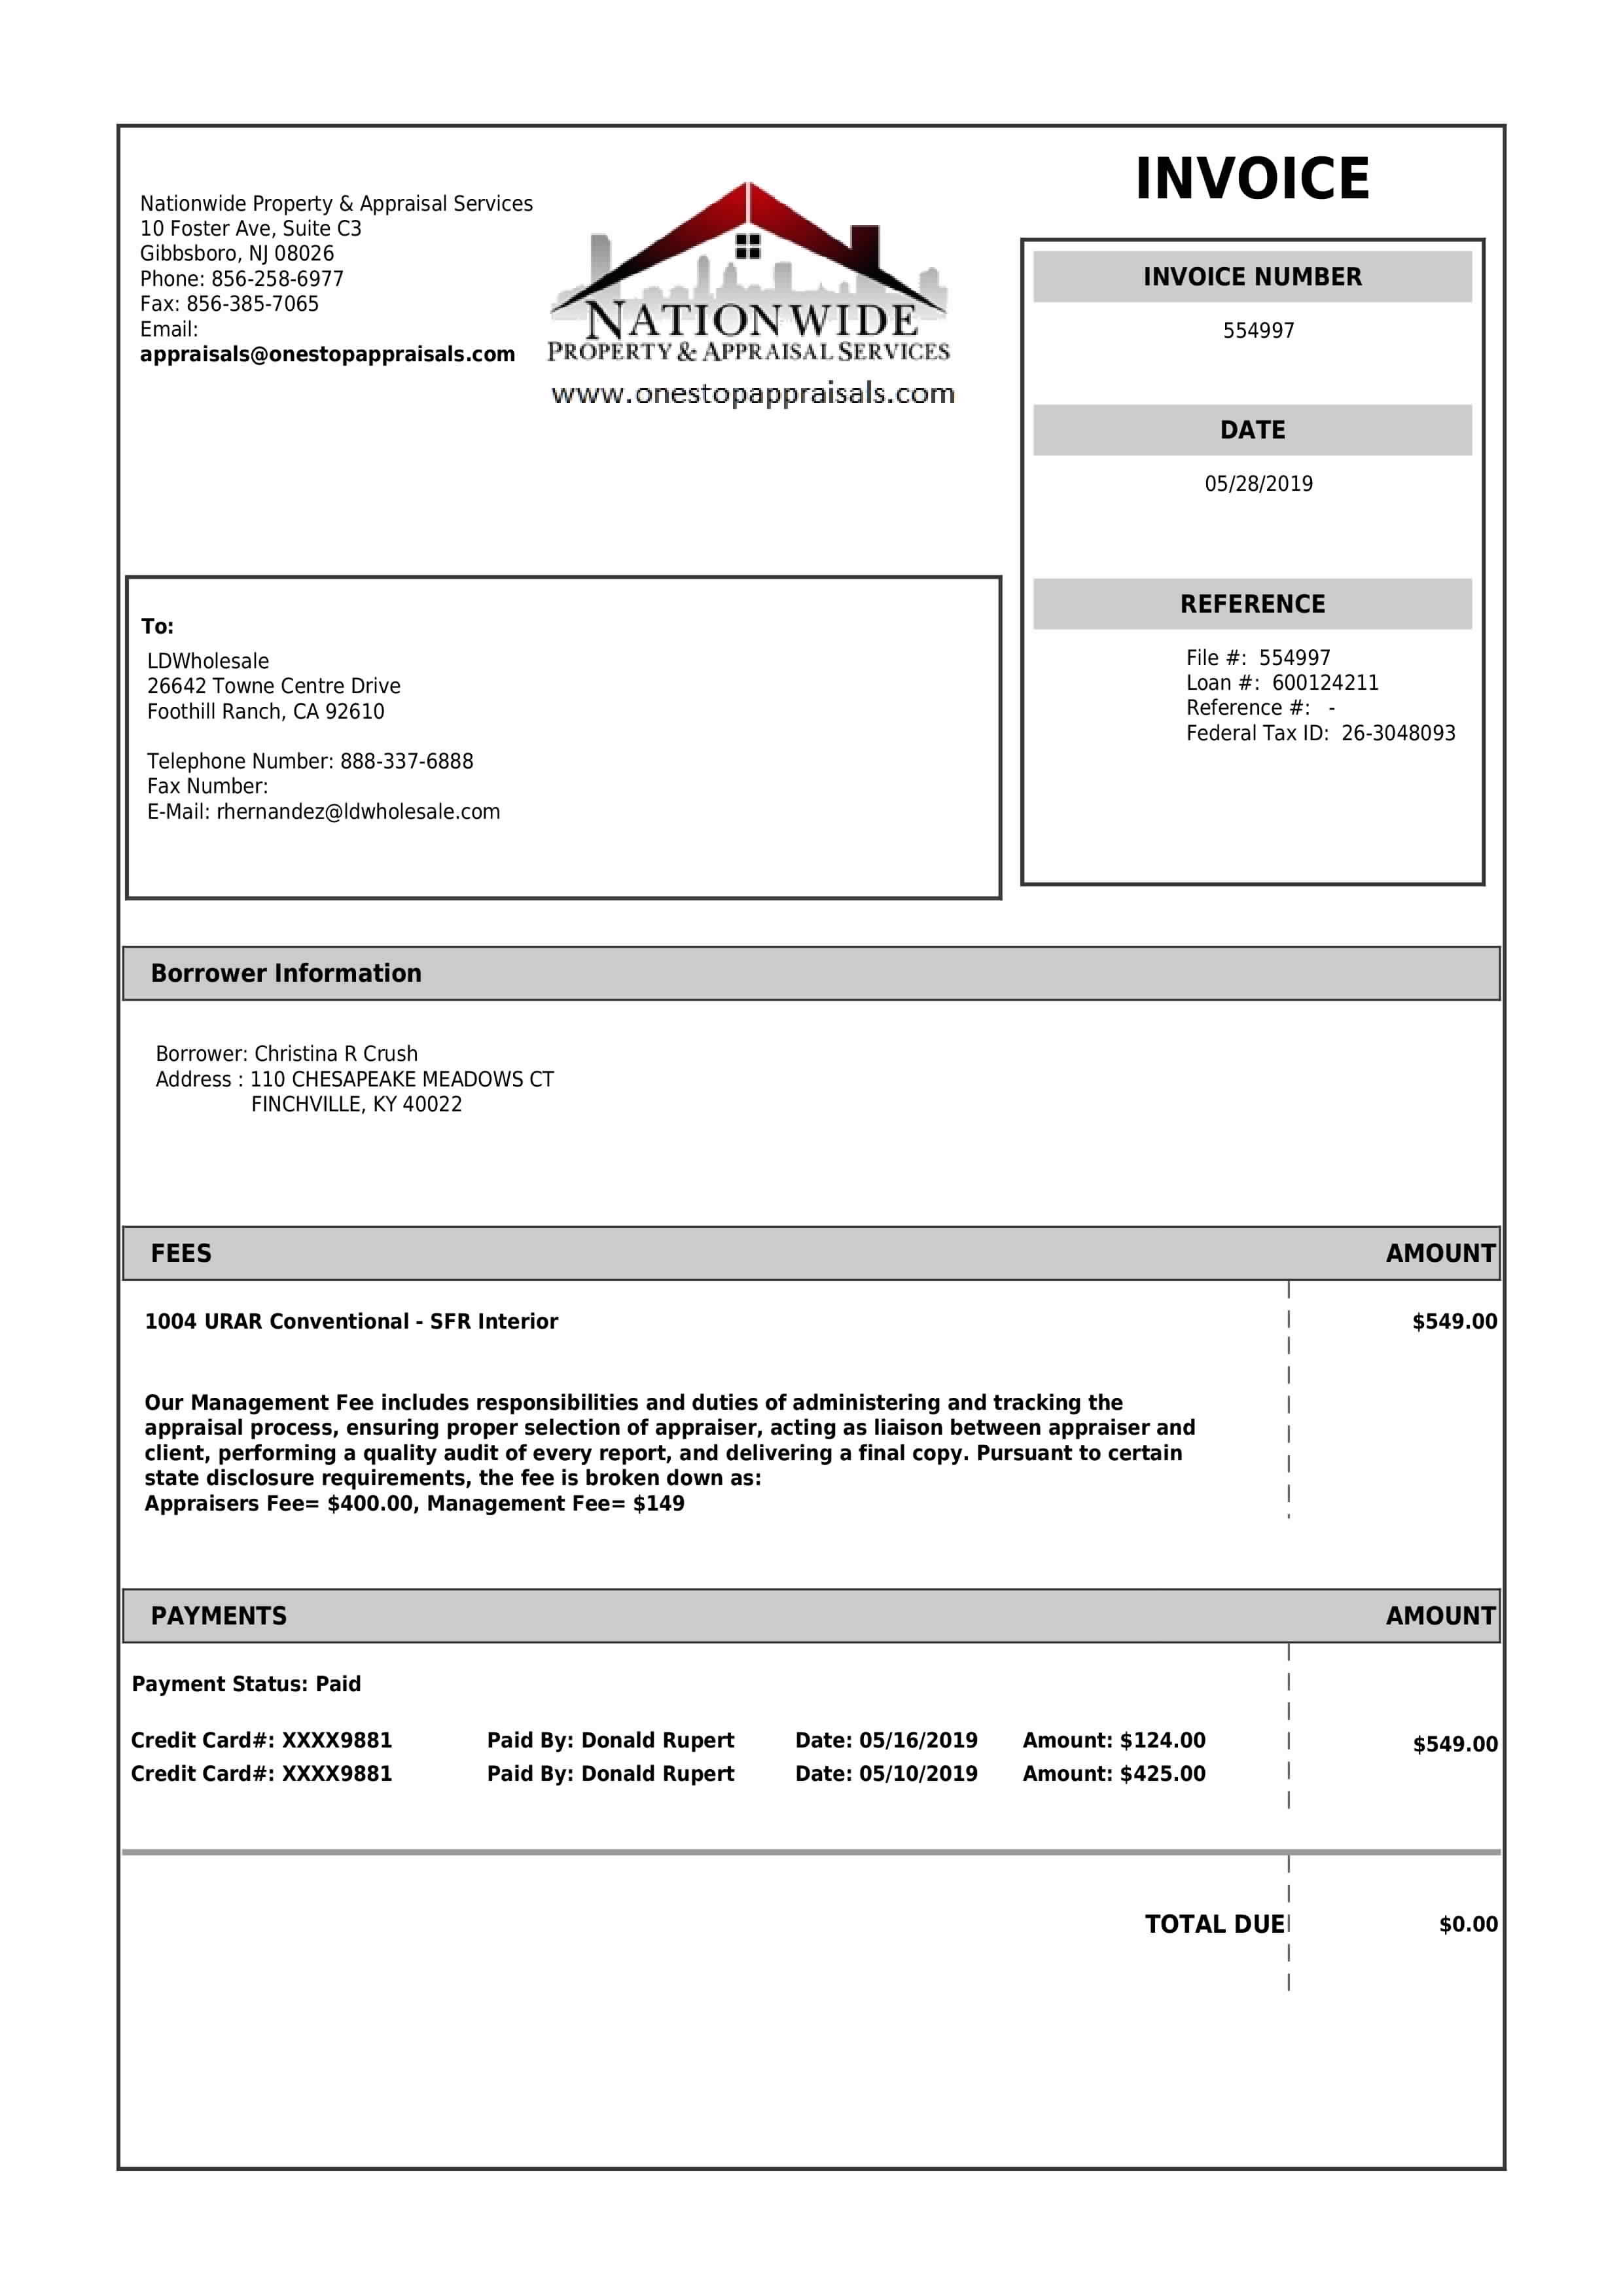 INVOICE
Nationwide Property & Appraisal Services
10 Foster Ave, Suite C3
Gibbsboro, NJ 08026
Phone: 856-258-6977
Fax: 856-385-7065
Email:
appraisals@onestopappraisals.com
NATIONWIDE
PROPERTY & APPRAISAL SERVICES
www.onestopappraisals.com
INVOICE NUMBER
554997
DATE
05/28/2019
REFERENCE
File #: 554997
Loan #: 600124211
Reference #: -
Federal Tax ID: 26-3048093
To:
LDWholesale
26642 Towne Centre Drive
Foothill Ranch, CA 92610
Telephone Number: 888-337-6888
Fax Number:
E-Mail: rhernandez@ldwholesale.com
Borrower Information
Borrower: Christina R Crush
Address : 110 CHESAPEAKE MEADOWS CT
FINCHVILLE, KY 40022
FEES AMOUNT
1004 URAR Conventional - SFR Interior $549.00
Our Management Fee includes responsibilities and duties of administering and tracking the
appraisal process, ensuring proper selection of appraiser, acting as liaison between appraiser and
client, performing a quality audit of every report, and delivering a final copy. Pursuant to certain
state disclosure requirements, the fee is broken down as:
Appraisers Fee= $400.00, Management Fee= $149
PAYMENTS AMOUNT
Payment Status: Paid
Credit Card#: XXXX9881 Paid By: Donald Rupert Date: 05/16/2019 Amount: $124.00 $549.00
Credit Card#: XXXX9881 Paid By: Donald Rupert Date: 05/10/2019 Amount: $425.00
TOTAL DUE $0.00